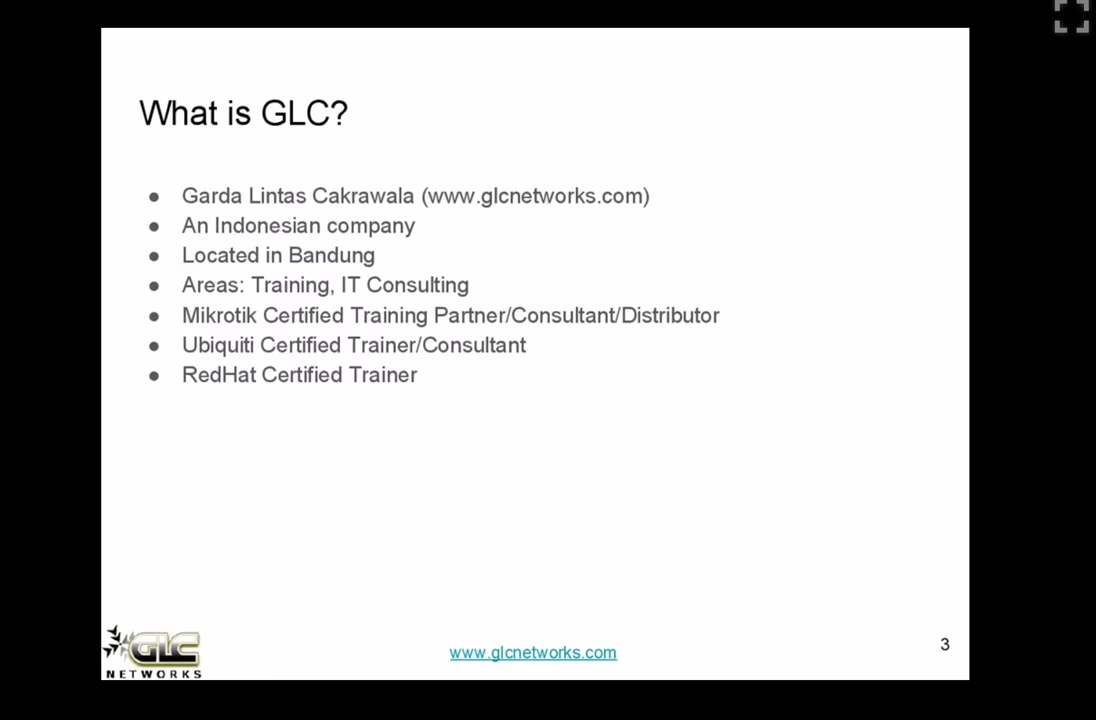 What is GLC?
● Garda Lintas Cakrawala (www.glcnetworks.com)
● An Indonesian company
● Located in Bandung
● Areas: Training, IT Consulting
● Mikrotik Certified Training Partner/Consultant/Distributor
● Ubiquiti Certified Trainer/Consultant
● RedHat Certified Trainer
GLC
NETWORKS
www.glcnetworks.com
3